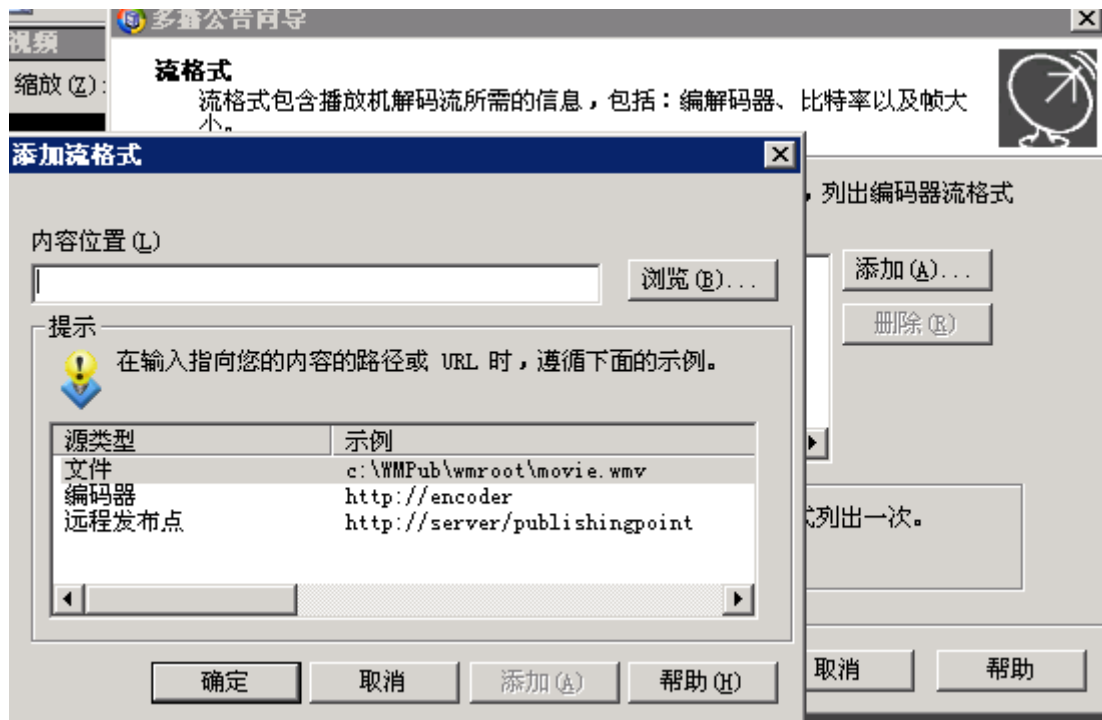 多播公告向导
视频
缩放(Z):
流格式
流格式包含播放机解码流所需的信息，包括：编解码器、比特率以及帧大
小。
添加流格式
，列出编码器流格式
内容位置(L)
浏览(B)...
添加(A)...
删除(R)
提示
在输入指向您的内容的路径或 URL 时，遵循下面的示例。
源类型 示例
文件 c:\WMPub\wmroot\movie.wmv
编码器 http://encoder
远程发布点 http://server/publishingpoint
列出一次。
确定 取消 添加(A) 帮助(H)
取消 帮助